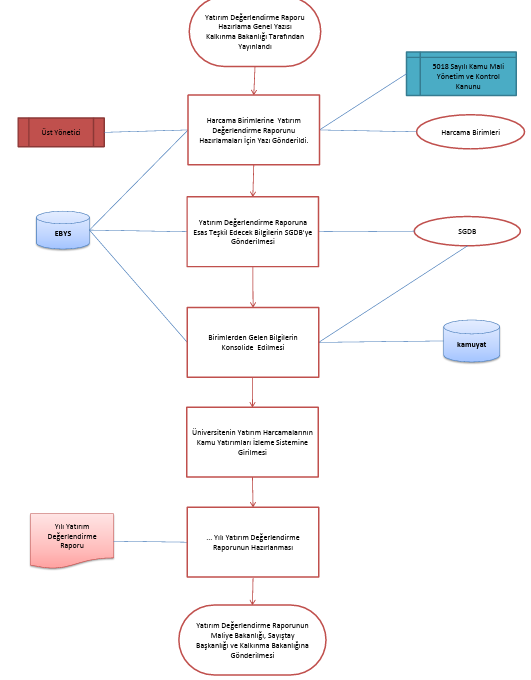 Yatırım Değerlendirme Raporu
Hazırlama Genel Yazısı
Kalkınma Bakanlığı Tarafından
Yayınlandı
5018 Sayılı Kamu Mali
Yönetim ve Kontrol
Kanunu
Üst Yönetici
Harcama Birimlerine Yatırım
Değerlendirme Raporunu
Hazırlamaları İçin Yazı Gönderildi.
Harcama Birimleri
EBYS
Yatırım Değerlendirme Raporuna
Esas Teşkil Edecek Bilgilerin SGDB'ye
Gönderilmesi
SGDB
Birimlerden Gelen Bilgilerin
Konsolide Edilmesi
kamuyat
Üniversitenin Yatırım Harcamalarının
Kamu Yatırımları İzleme Sistemine
Girilmesi
Yılı Yatırım
Değerlendirme
Raporu
... Yılı Yatırım Değerlendirme
Raporunun Hazırlanması
Yatırım Değerlendirme Raporunun
Maliye Bakanlığı, Sayıştay
Başkanlığı ve Kalkınma Bakanlığına
Gönderilmesi